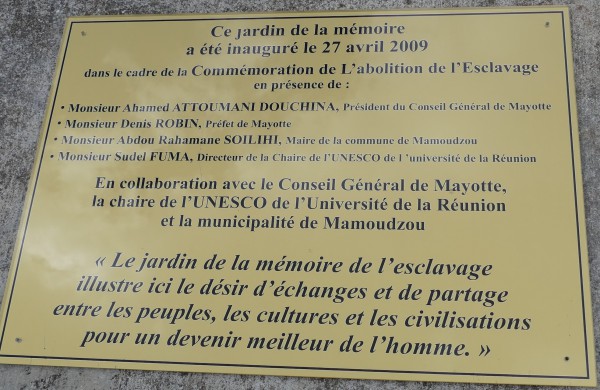 Ce jardin de la mémoire
a été inauguré le 27 avril 2009
dans le cadre de la Commémoration de L'abolition de l'Esclavage
en présence de :
• Monsieur Ahamed ATTOUMANI DOUCHINA, Président du Conseil Général de Mayotte
• Monsieur Denis ROBIN, Préfet de Mayotte
• Monsieur Abdou Rahamane SOILIHI, Maire de la commune de Mamoudzou
• Monsieur Sudel FUMA, Directeur de la Chaire de l'UNESCO de l 'université de la Réunion
En collaboration avec le Conseil Général de Mayotte,
la chaire de l'UNESCO de l'Université de la Réunion
et la municipalité de Mamoudzou
« Le jardin de la mémoire de l'esclavage
illustre ici le désir d'échanges et de partage
entre les peuples, les cultures et les civilisations
pour un devenir meilleur de l'homme. »